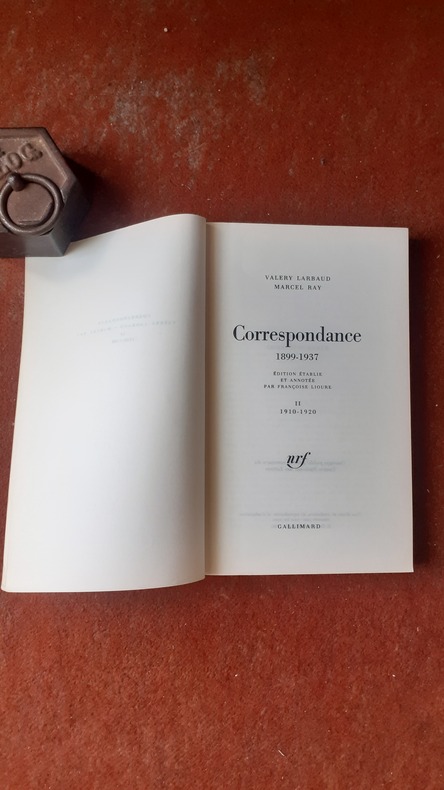 VALERY LARBAUD
MARCEL RAY
Correspondance
1899-1937
ÉDITION ÉTABLIE
ET ANNOTÉE
PAR FRANÇOISE LIOURE
II
1910-1920
nrf
GALLIMARD